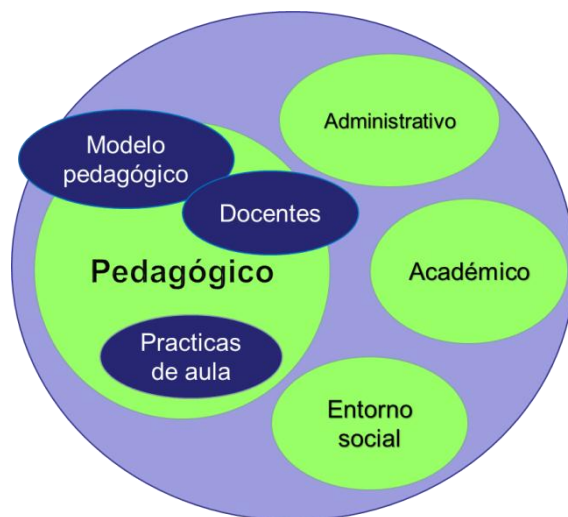 Administrativo
Modelo
pedagógico
Docentes
Pedagógico
Académico
Practicas
de aula
Entorno
social